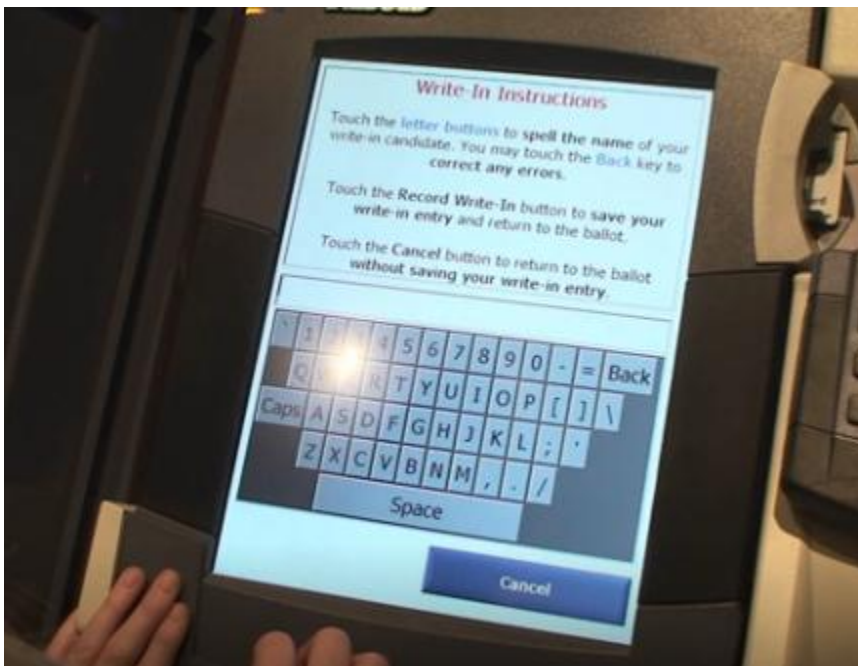 Write-In Instructions
Touch the letter buttons to spell the name of your
write-in candidate. You may touch the Back key to
correct any errors.
Touch the Record Write-In button to save your
write-in entry and return to the ballot.
Touch the Cancel button to return to the ballot
without saving your write-in entry.
` 1 4 5 6 7 8 9 0 - = Back
Q R T Y U I O P [ ] \
Caps A S D F G H J K L ; '
Z X C V B N M , . /
Space
Cancel